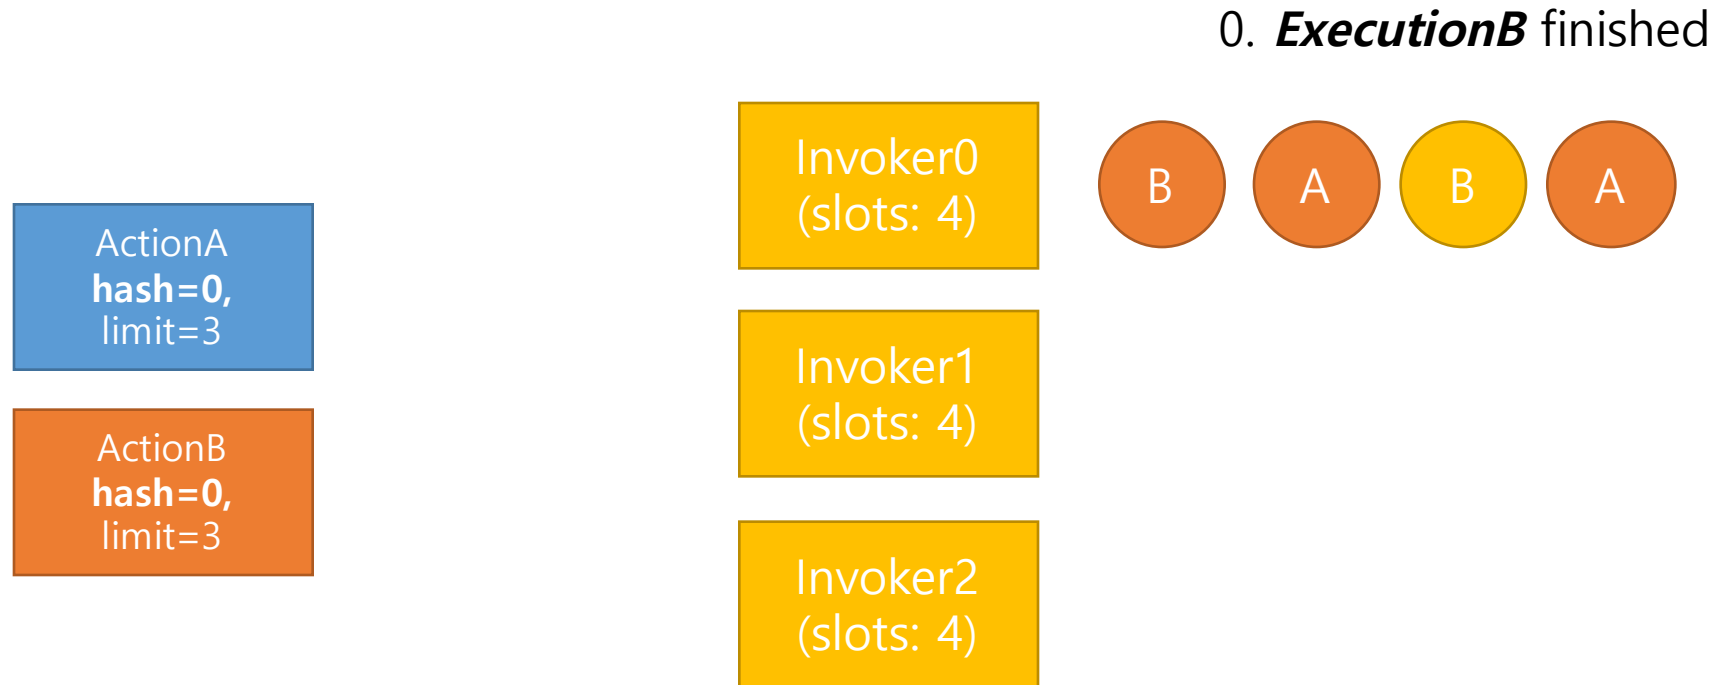 0. ExecutionB finished
Invoker0
(slots: 4)
B
A
B
A
ActionA
hash=0,
limit=3
Invoker1
(slots: 4)
ActionB
hash=0,
limit=3
Invoker2
(slots: 4)